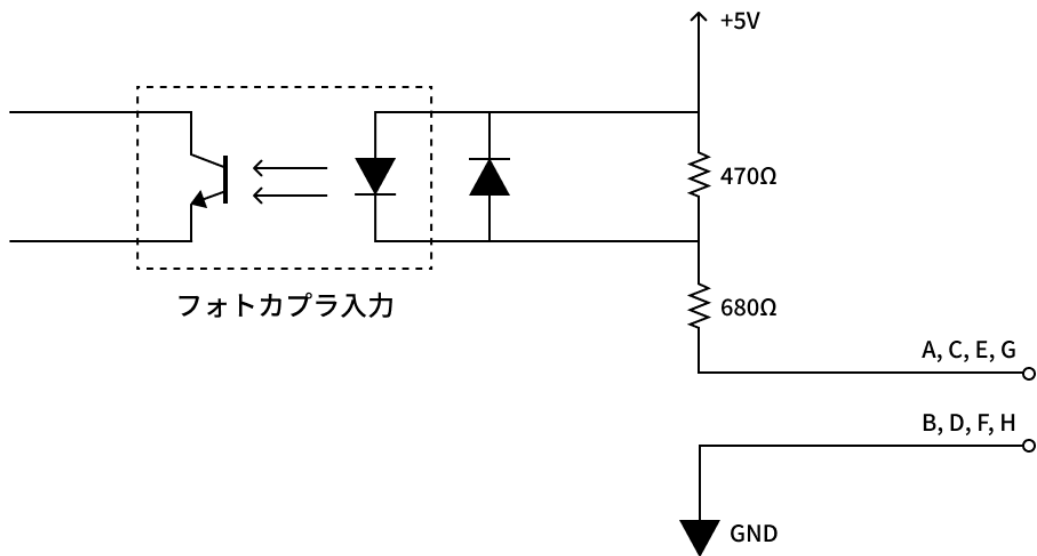 +5V
470Ω
フォトカプラ入力
680Ω
A, C, E, G
B, D, F, H
GND